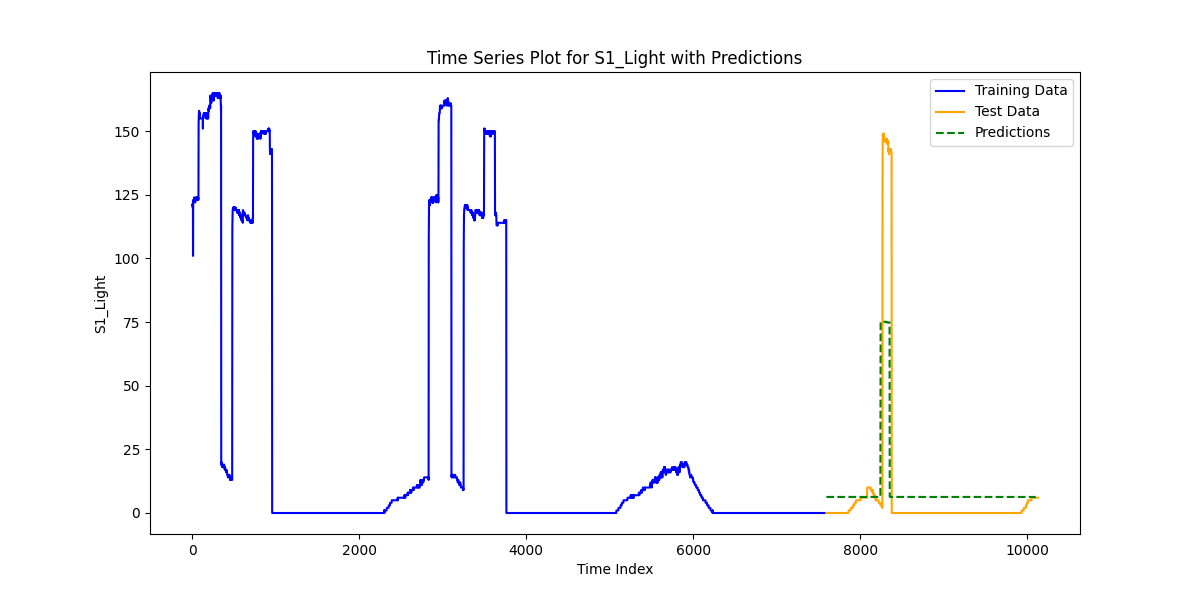 Time Series Plot for S1_Light with Predictions
Training Data
Test Data
Predictions
S1_Light
150
125
100
75
50
25
0
0 2000 4000 6000 8000 10000
Time Index